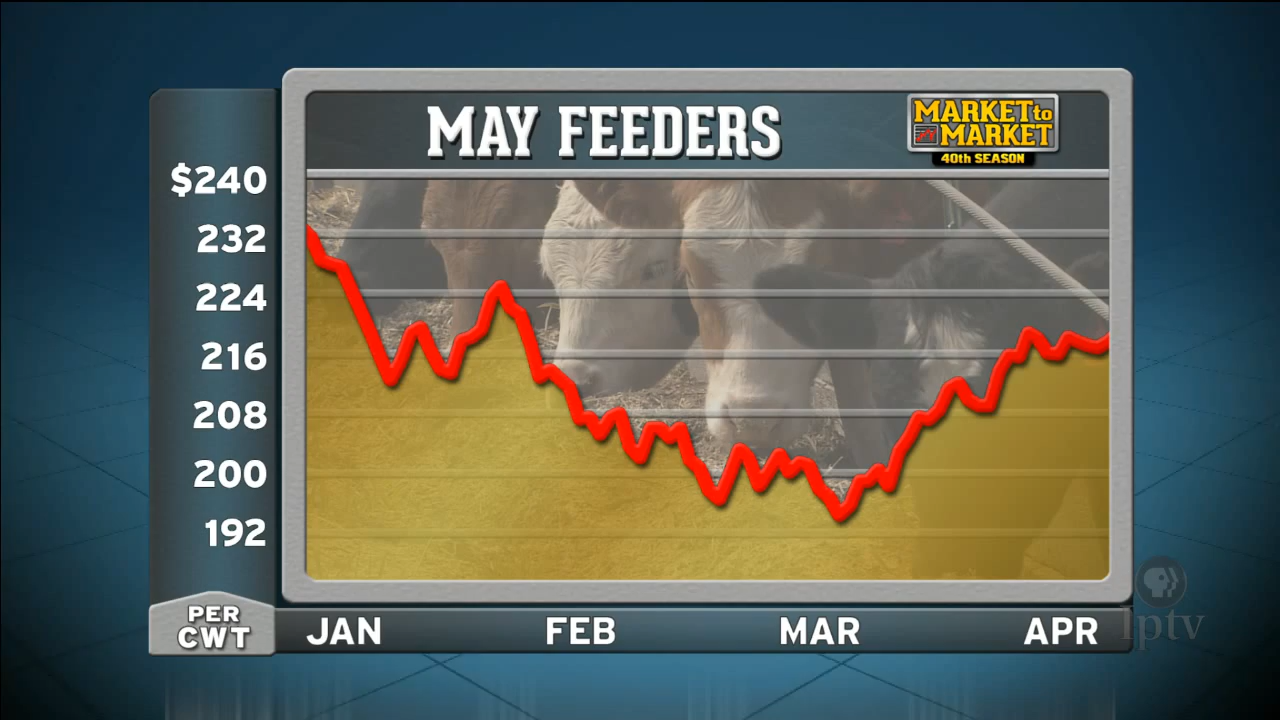 MAY FEEDERS
MARKET to
MARKET
40th SEASON
$240
232
224
216
208
200
192
PER
CWT
JAN FEB MAR APR
iptv